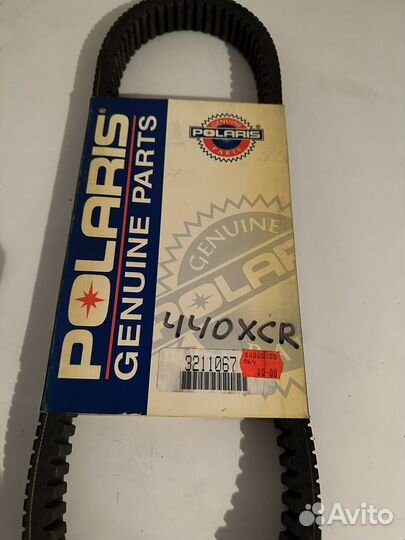 POLARIS®
GENUINE PARTS
GENUINE
POLARIS
PARTS
GENUINE
POLARIS
440XCR
3211067
Avito